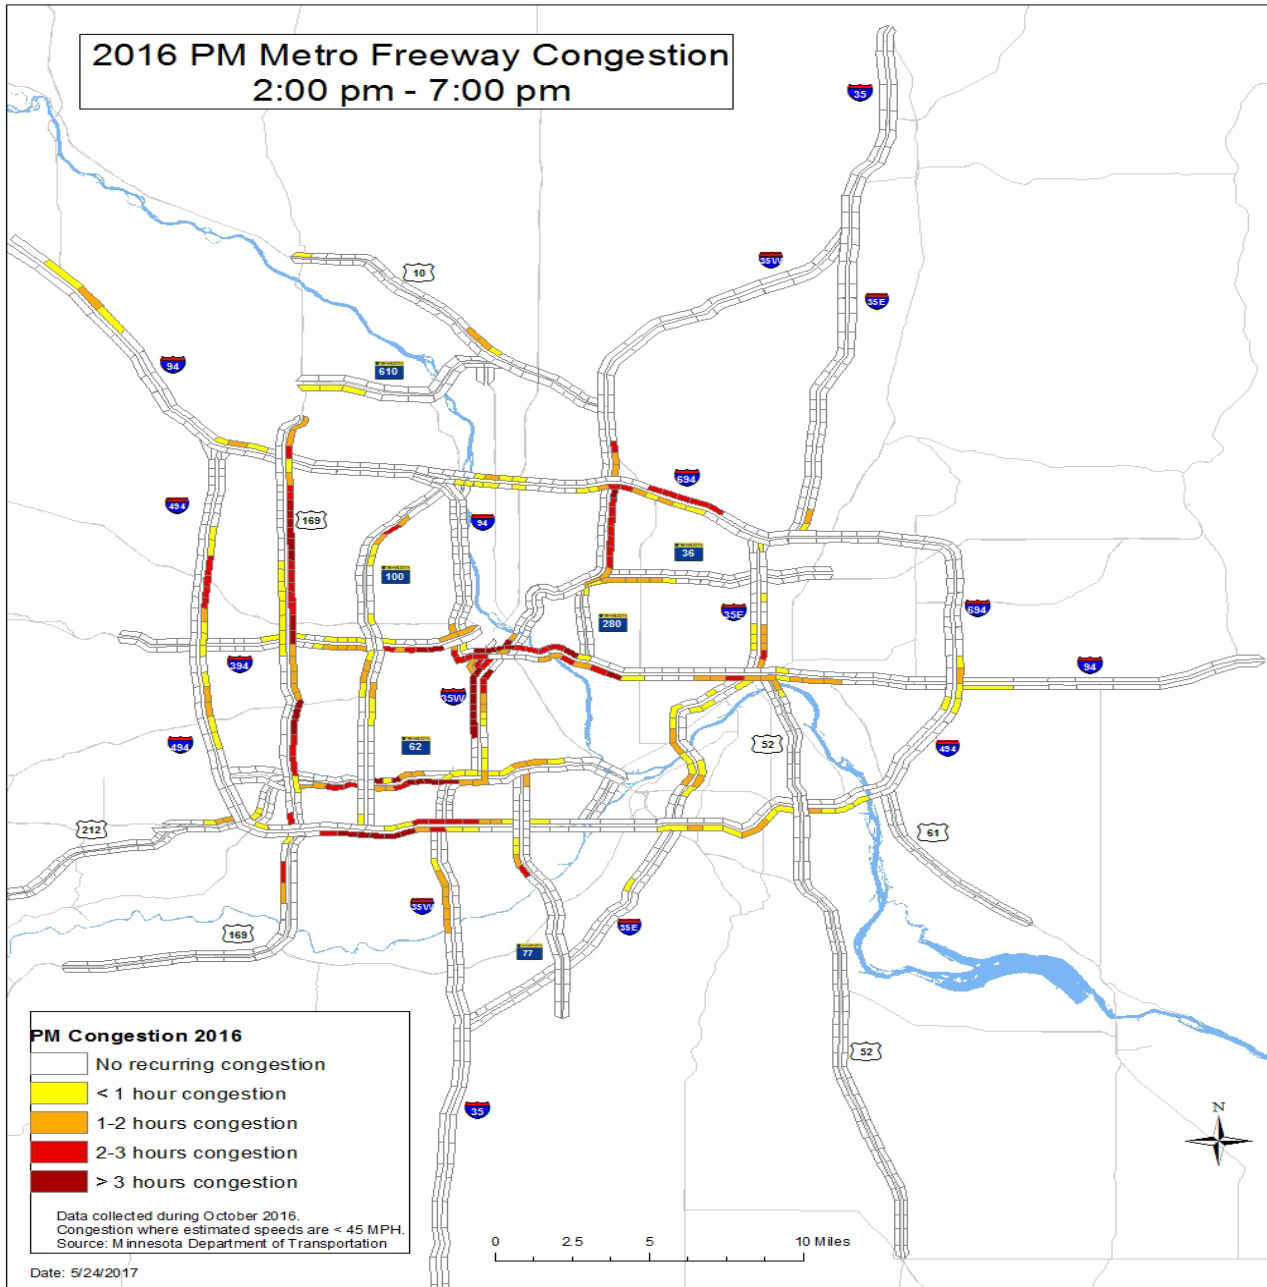 2016 PM Metro Freeway Congestion
2:00 pm - 7:00 pm
35
35W
10
35E
94
610
694
494
169
94
36
100
694
280
35E
394
94
35W
494
62
52
494
212
61
35W
169
35E
77
52
35
PM Congestion 2016
No recurring congestion
< 1 hour congestion
1-2 hours congestion
2-3 hours congestion
> 3 hours congestion
Data collected during October 2016.
Congestion where estimated speeds are < 45 MPH.
Source: Minnesota Department of Transportation
Date: 5/24/2017
0 2.5 5 10 Miles
N